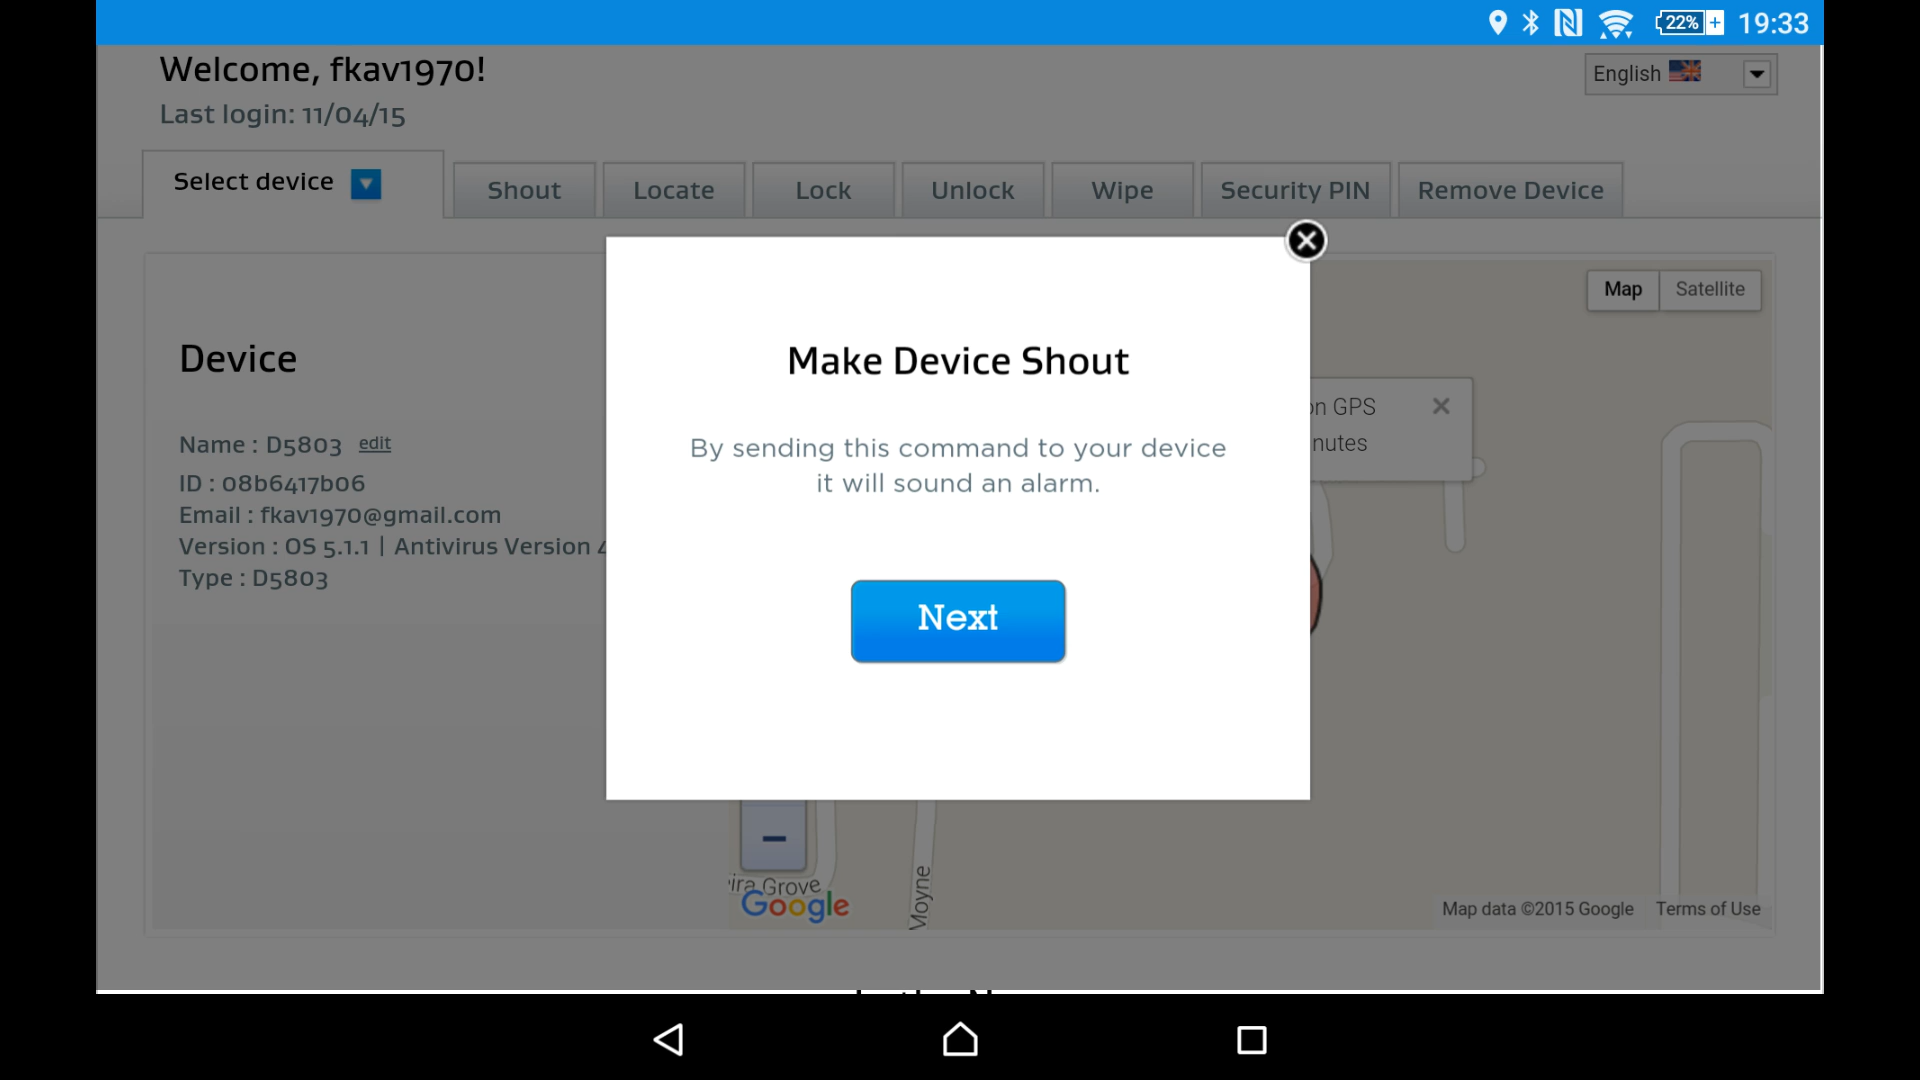 22% 19:33
Welcome, fkav1970!
Last login: 11/04/15
English
Select device
Shout
Locate
Lock
Unlock
Wipe
Security PIN
Remove Device
Make Device Shout
By sending this command to your device
it will sound an alarm.
Next
Device
Name : D5803 edit
ID : 08b6417b06
Email : fkav1970@gmail.com
Version : OS 5.1.1 | Antivirus Version
Type : D5803
Map
Satellite
GPS
Grove
Moyne
Google
Map data ©2015 Google
Terms of Use